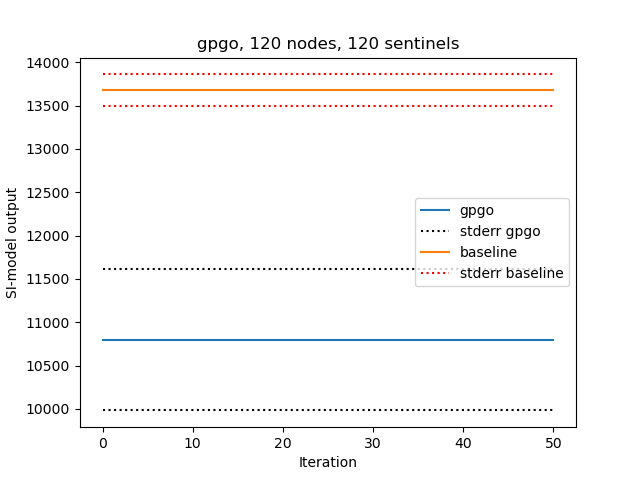 gpgo, 120 nodes, 120 sentinels
14000
13500
13000
12500
12000
11500
11000
10500
10000
SI-model output
gpgo
stderr gpgo
baseline
stderr baseline
0 10 20 30 40 50
Iteration